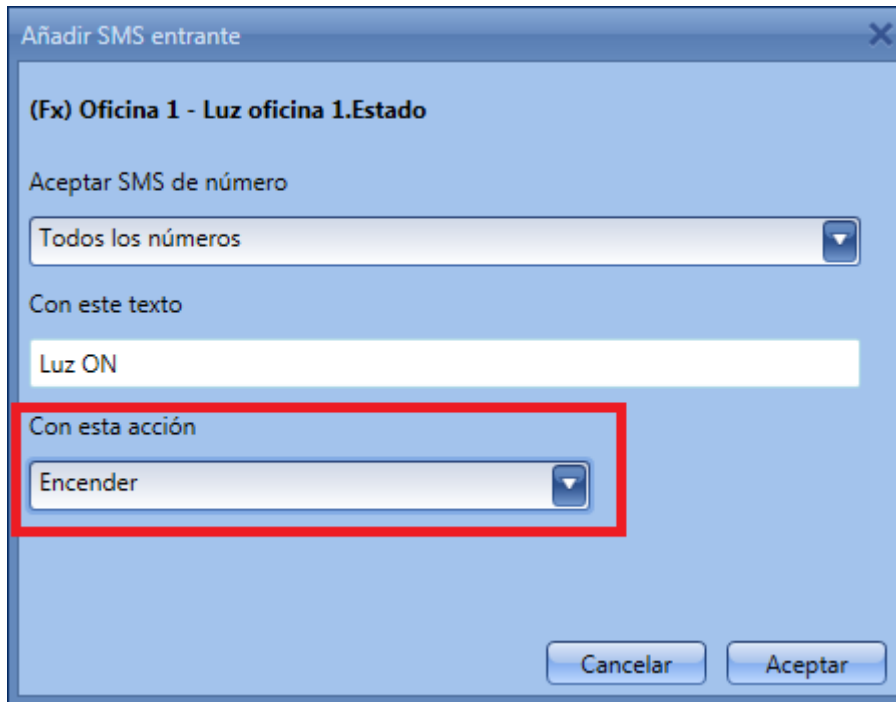 Añadir SMS entrante
(Fx) Oficina 1 - Luz oficina 1.Estado
Aceptar SMS de número
Todos los números
Con este texto
Luz ON
Con esta acción
Encender
Cancelar Aceptar